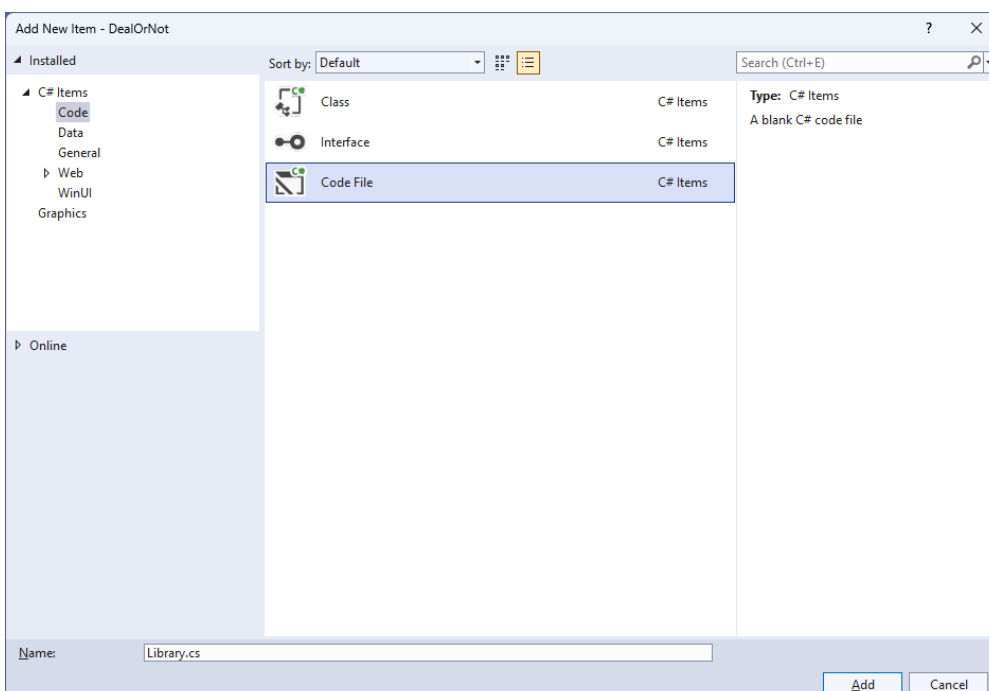 Add New Item - DealOrNot
?
Installed
Sort by: Default
Search (Ctrl+E)
C# Items
Code
Data
General
Web
WinUI
Graphics
Online
Class C# Items
Interface C# Items
Code File C# Items
Type: C# Items
A blank C# code file
Name: Library.cs
Add Cancel